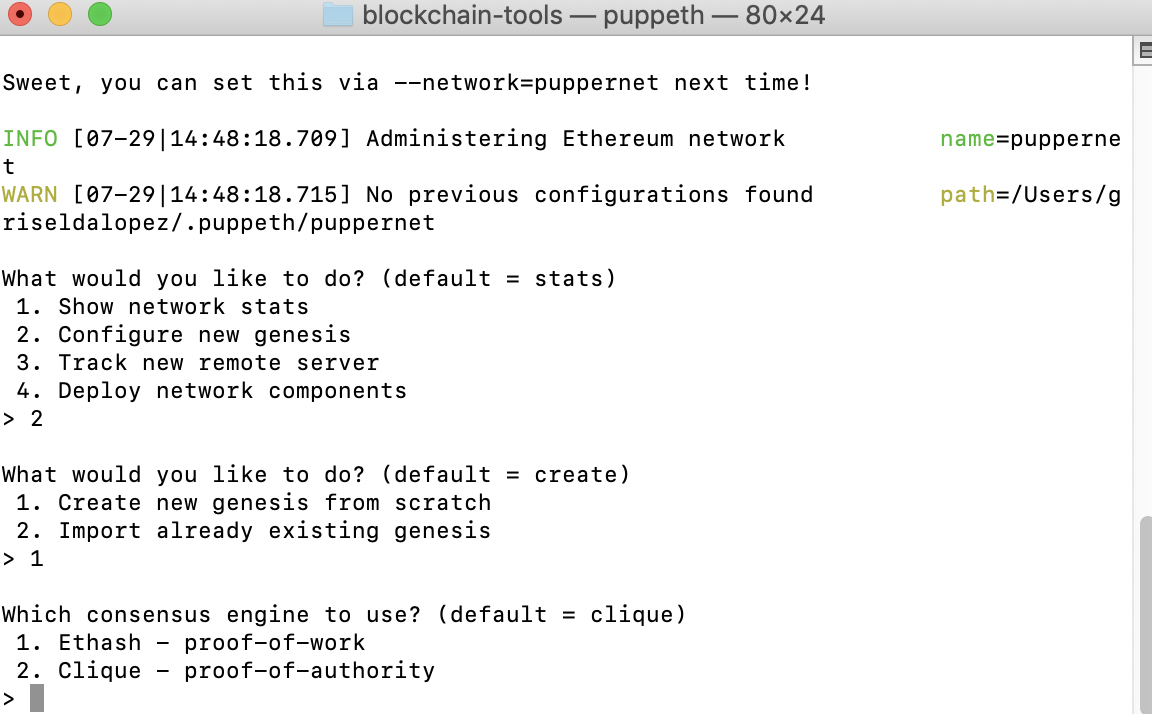 blockchain-tools — puppeth — 80×24
Sweet, you can set this via --network=puppernet next time!
INFO [07-29|14:48:18.709] Administering Ethereum network name=pupperne
t
WARN [07-29|14:48:18.715] No previous configurations found path=/Users/g
riseldalopez/.puppeth/puppernet
What would you like to do? (default = stats)
1. Show network stats
2. Configure new genesis
3. Track new remote server
4. Deploy network components
> 2
What would you like to do? (default = create)
1. Create new genesis from scratch
2. Import already existing genesis
> 1
Which consensus engine to use? (default = clique)
1. Ethash - proof-of-work
2. Clique - proof-of-authority
>